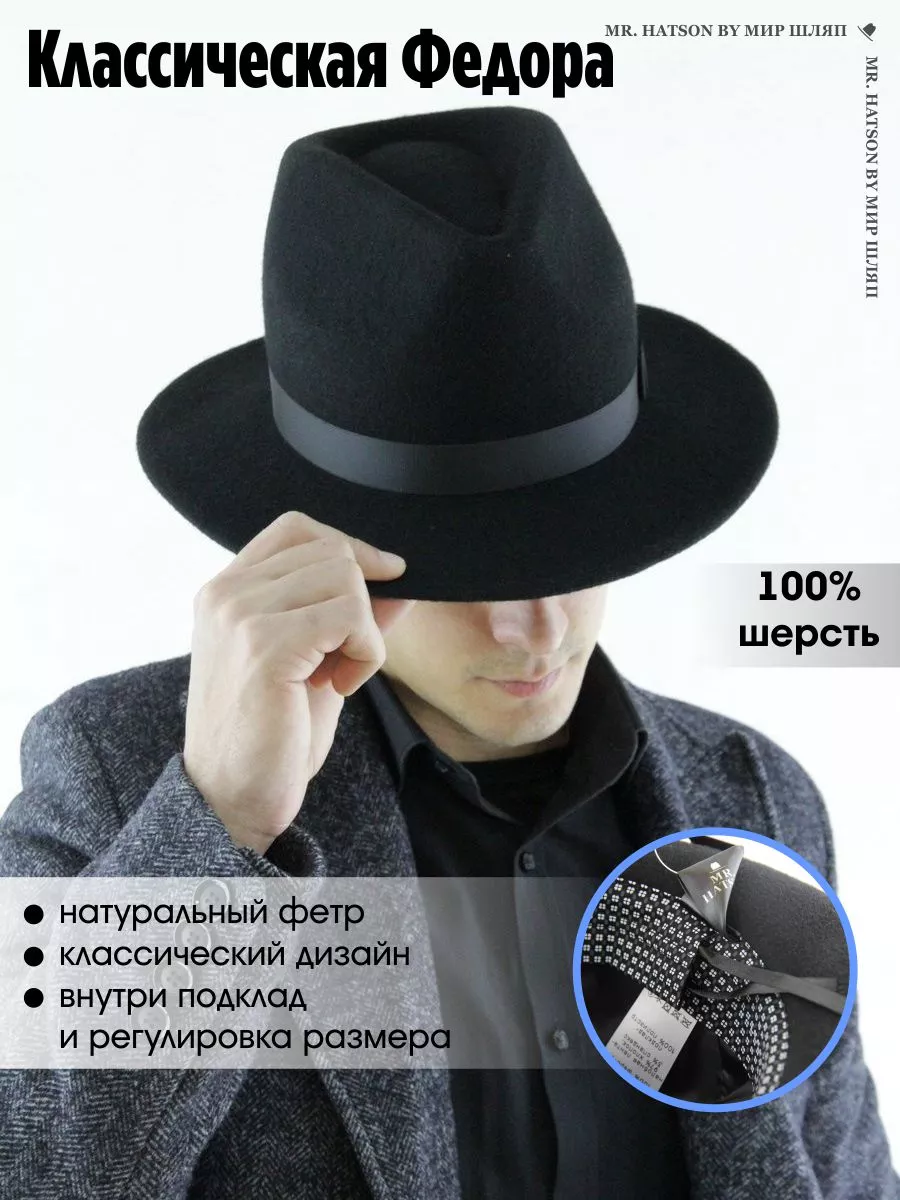 MR. HATSON BY МИР ШЛЯП
Классическая Федора
MR. HATSON BY МИР ШЛЯП
100%
шерсть
● натуральный фетр
● классический дизайн
● внутри подклад
и регулировка размера
MR